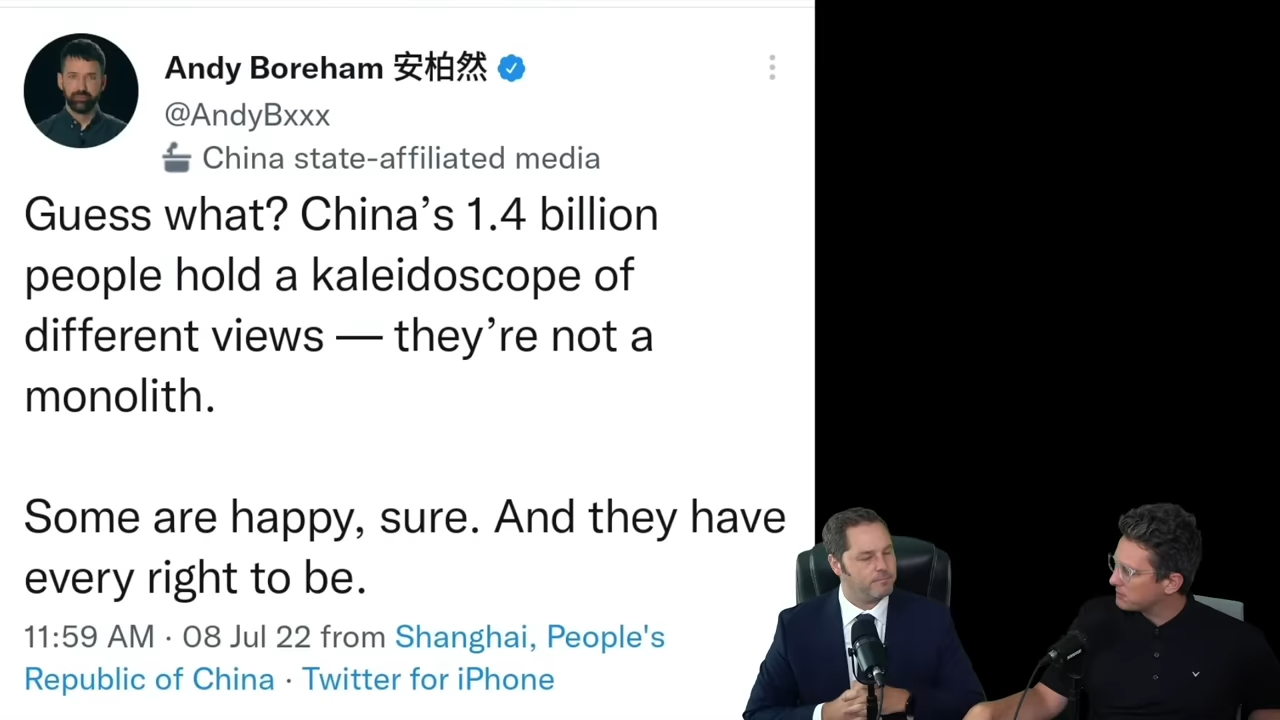 Andy Boreham 安柏然
@AndyBxxx
China state-affiliated media
Guess what? China’s 1.4 billion
people hold a kaleidoscope of
different views — they’re not a
monolith.
Some are happy, sure. And they have
every right to be.
11:59 AM · 08 Jul 22 from Shanghai, People's
Republic of China · Twitter for iPhone